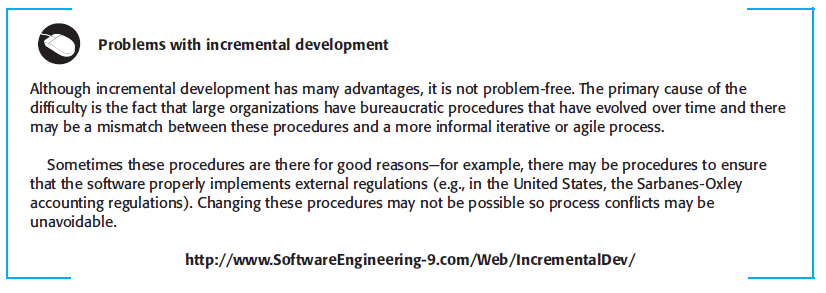 Problems with incremental development
Although incremental development has many advantages, it is not problem-free. The primary cause of the
difficulty is the fact that large organizations have bureaucratic procedures that have evolved over time and there
may be a mismatch between these procedures and a more informal iterative or agile process.
Sometimes these procedures are there for good reasons—for example, there may be procedures to ensure
that the software properly implements external regulations (e.g., in the United States, the Sarbanes-Oxley
accounting regulations). Changing these procedures may not be possible so process conflicts may be
unavoidable.
http://www.SoftwareEngineering-9.com/Web/IncrementalDev/